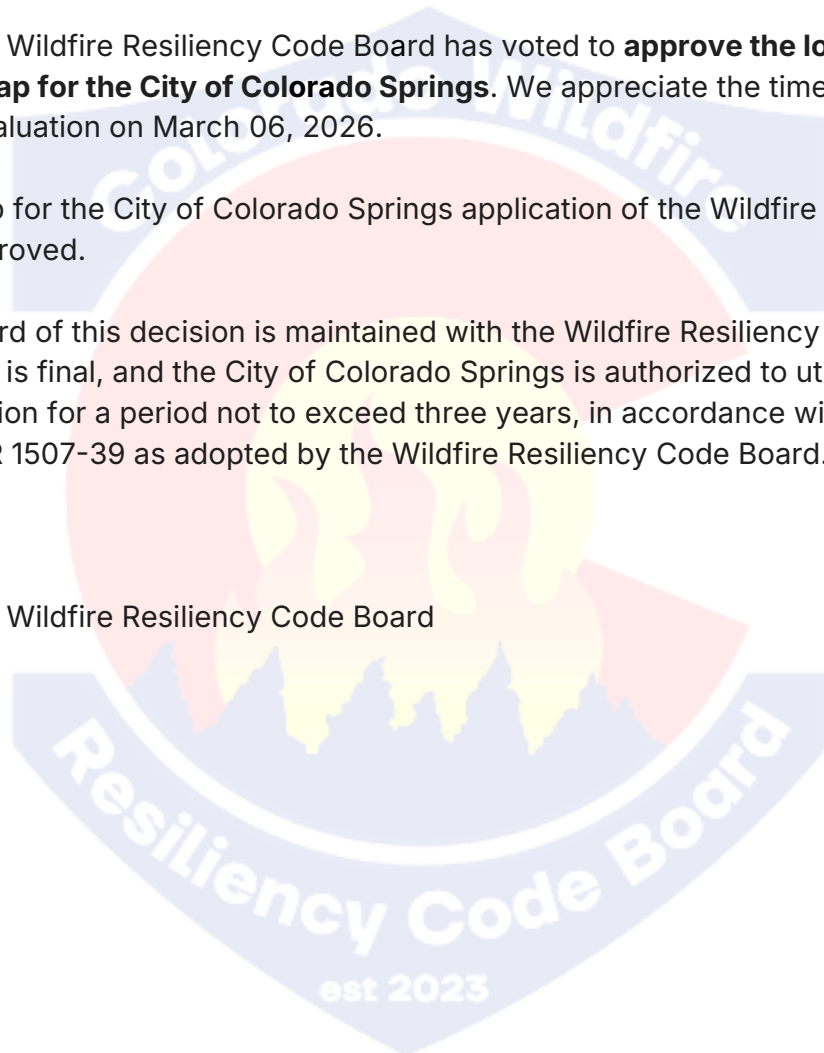 Wildfire Resiliency Code Board has voted to approve the lo
ap for the City of Colorado Springs. We appreciate the time
aluation on March 06, 2026.
for the City of Colorado Springs application of the Wildfire
roved.
rd of this decision is maintained with the Wildfire Resiliency
is final, and the City of Colorado Springs is authorized to ut
ion for a period not to exceed three years, in accordance wi
R 1507-39 as adopted by the Wildfire Resiliency Code Board.
Wildfire Resiliency Code Board
Colorado Wildfire
Resiliency Code Board
est 2023